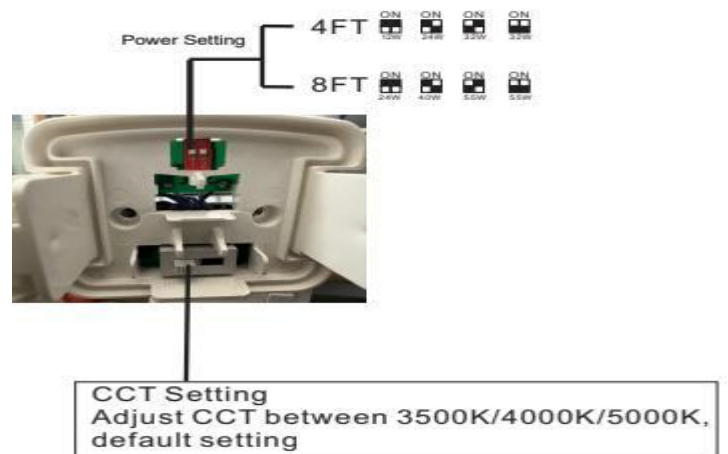 ON ON ON ON
4FT
12W 24W 32W 32W
Power Setting
ON ON ON ON
8FT
24W 40W 55W 55W
CCT Setting
Adjust CCT between 3500K/4000K/5000K,
default setting